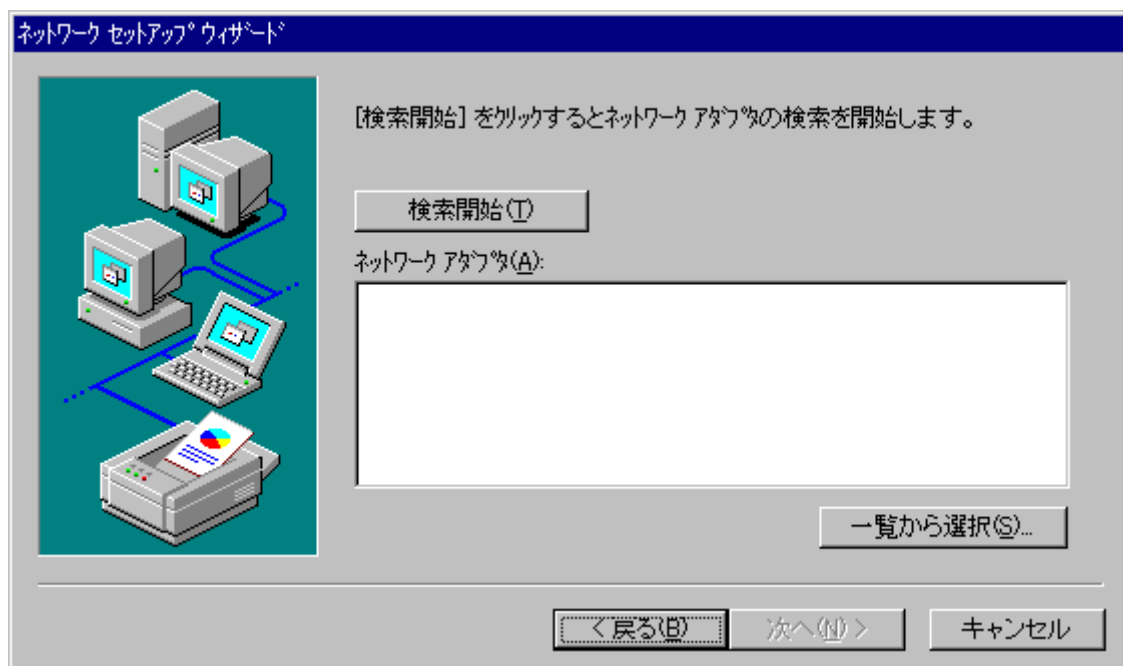 ネットワーク セットアップ ウィザード
[検索開始] をクリックするとネットワーク アダプタの検索を開始します。
検索開始(T)
ネットワーク アダプタ(A):
一覧から選択(S)...
< 戻る(B)
次へ(N) >
キャンセル